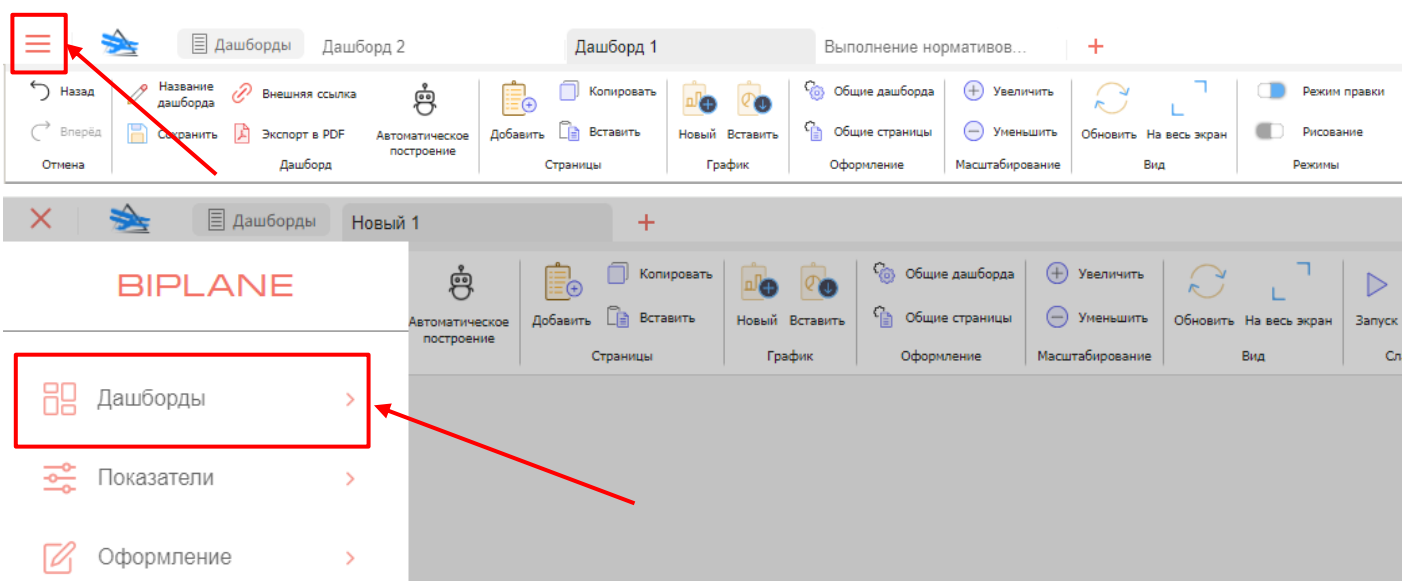 Дашборды Дашборд 2 Дашборд 1 Выполнение нормативов... +
Назад Название дашборда Внешняя ссылка Копировать Общие дашборда Увеличить Режим правки
Вперёд Сохранить Экспорт в PDF Автоматическое построение Добавить Вставить Новый Вставить Общие страницы Уменьшить Обновить На весь экран Рисование
Отмена Дашборд Страницы График Оформление Масштабирование Вид Режимы
Дашборды Новый 1 +
BIPLANE
Копировать Общие дашборда Увеличить
Автоматическое построение Добавить Вставить Новый Вставить Общие страницы Уменьшить Обновить На весь экран Запуск
Страницы График Оформление Масштабирование Вид Сл
Дашборды
Показатели
Оформление